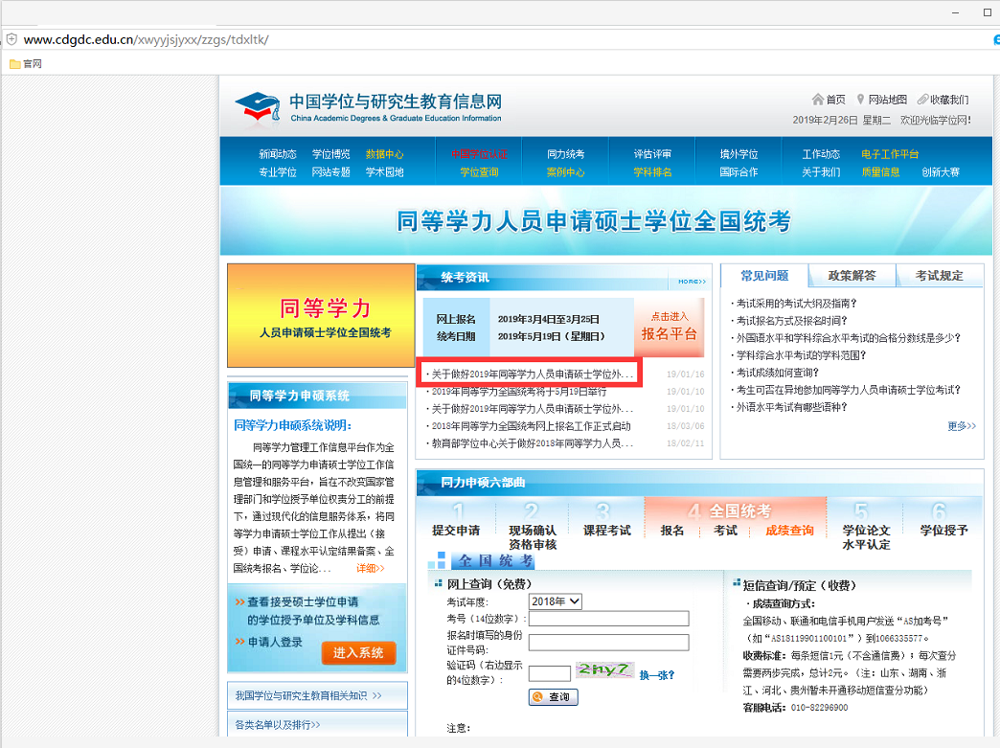 www.cdgdc.edu.cn/xwyyjsjyxx/zzgs/tdxltk/
官网
中国学位与研究生教育信息网
China Academic Degrees & Graduate Education Information
首页 网站地图 收藏我们
2019年2月26日 星期二 欢迎光临学位网!
新闻动态 学位博览 数据中心 中国学位认证 同力统考 评估评审 境外学位 工作动态 电子工作平台
专业学位 网站专题 学术园地 学位查询 案例中心 学科排名 国际合作 关于我们 质量信息 创新大赛
同等学力人员申请硕士学位全国统考
同等学力
人员申请硕士学位全国统考
统考资讯
MORE>>
网上报名 2019年3月4日至3月25日
统考日期 2019年5月19日(星期日)
点击进入
报名平台
·关于做好2019年同等学力人员申请硕士学位外... 19/01/16
·2019年同等学力全国统考将于5月19日举行 19/01/10
·关于做好2019年同等学力人员申请硕士学位外... 19/01/10
·2018年同等学力全国统考网上报名工作正式启动 18/03/06
·教育部学位中心关于做好2018年同等学力人员... 18/02/11
常见问题 政策解答 考试规定
·考试采用的考试大纲及指南?
·考试报名方式及报名时间?
·外国语水平和学科综合水平考试的合格分数线是多少?
·学科综合水平考试的学科范围?
·考试成绩如何查询?
·考生可否在异地参加同等学力人员申请硕士学位考试?
·外语水平考试有哪些语种?
更多>>
同等学力申硕系统
同等学力申硕系统说明:
同等学力管理工作信息平台作为全
国统一的同等学力申请硕士学位工作信
息管理和服务平台,旨在不改变国家管
理部门和学位授予单位权责分工的前提
下,通过现代化的信息服务体系,将同
等学力申请硕士学位工作从提出(接
受)申请、课程水平认定结果备案、全
国统考报名、学位论... 详细>>
>> 查看接受硕士学位申请
的学位授予单位及学科信息
>> 申请人登录
进入系统
我国学位与研究生教育相关知识 >>
各类名单以及排行>>
同力申硕六部曲
1 2 3 4 全国统考 5 6
提交申请 现场确认 课程考试 报名 考试 成绩查询 学位论文 学位授予
资格审核 水平认定
全国统考
网上查询(免费)
考试年度: 2018年
考号(14位数字):
报名时填写的身份
证件号码:
验证码(右边显示
的4位数字): 2hy7 换一张?
查询
注意:
短信查询/预定(收费)
·成绩查询方式:
全国移动、联通和电信手机用户发送“AS加考号”
(如“AS18119901100101”)到1066335577。
收费标准:每条短信1元(不含通信费);每次查分
需要两步完成,总计2元。(注:山东、湖南、浙
江、河北、贵州暂未开通移动短信查分功能)
客服电话:010-82296900